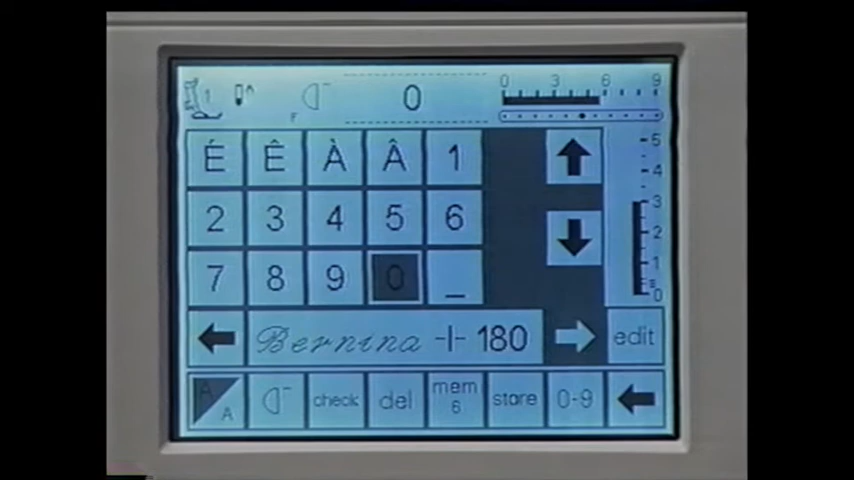 1 F 0 0 3 6 9
É Ê À Â 1
2 3 4 5 6
7 8 9 0 _
5
4
3
2
1
0
Bernina -|- 180 edit
A A check del mem 6 store 0-9